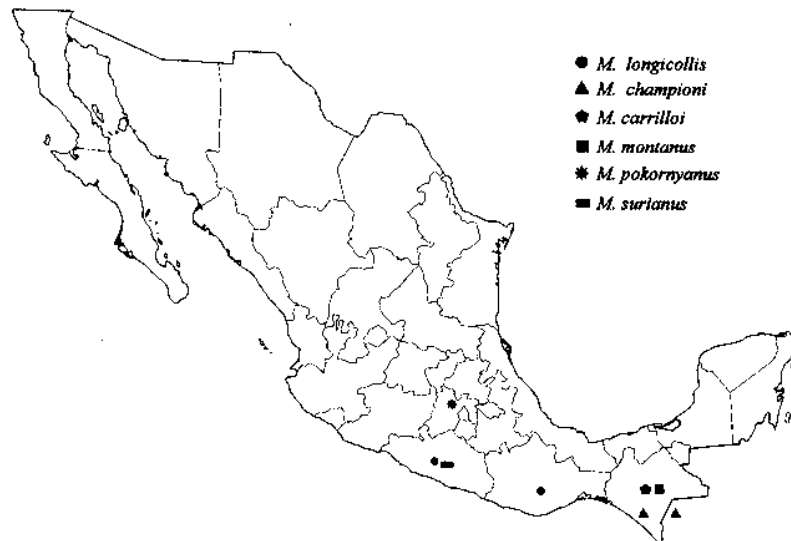 M. longicollis
M. championi
M. carrilloi
M. montanus
M. pokornyanus
M. surianus